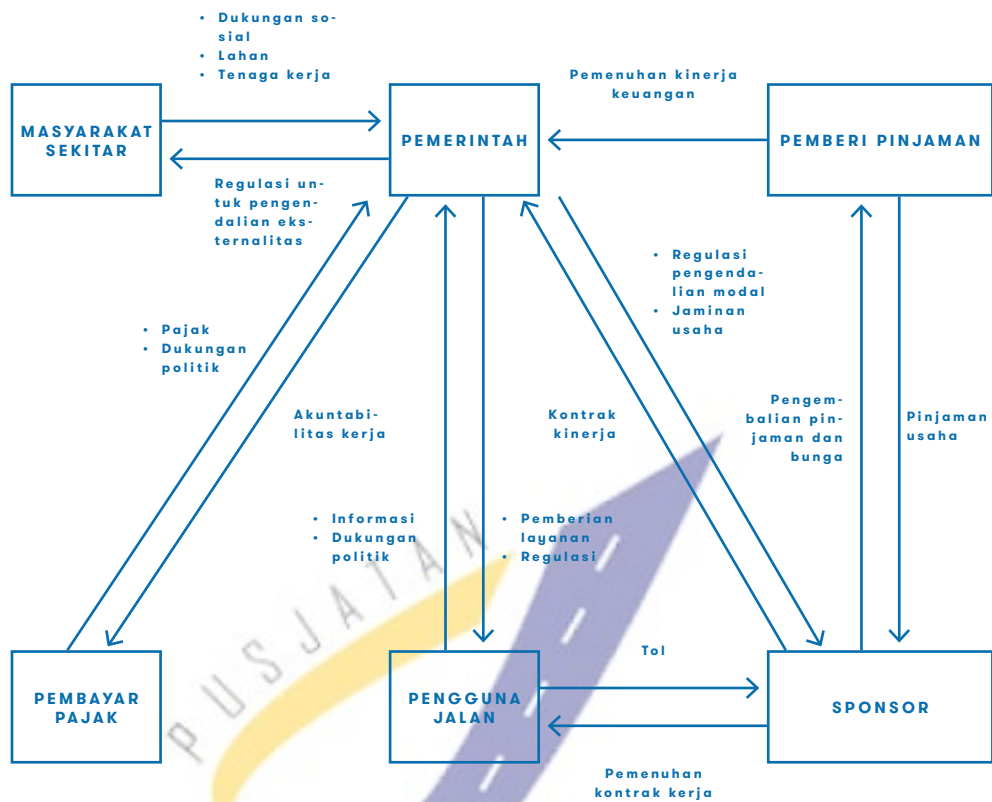 • Dukungan so-
sial
• Lahan
• Tenaga kerja
Pemenuhan kinerja
keuangan
MASYARAKAT
SEKITAR
PEMERINTAH
PEMBERI PINJAMAN
Regulasi un-
tuk pengen-
dalian eks-
ternalitas
• Regulasi
pengenda-
lian modal
• Jaminan
usaha
• Pajak
• Dukungan
politik
Akuntabi-
litas kerja
Kontrak
kinerja
Pengem-
balian pin-
jaman dan
bunga
Pinjaman
usaha
• Informasi
• Dukungan
politik
• Pemberian
layanan
• Regulasi
PUSJATAN
Tol
PEMBAYAR
PAJAK
PENGGUNA
JALAN
SPONSOR
Pemenuhan
kontrak kerja